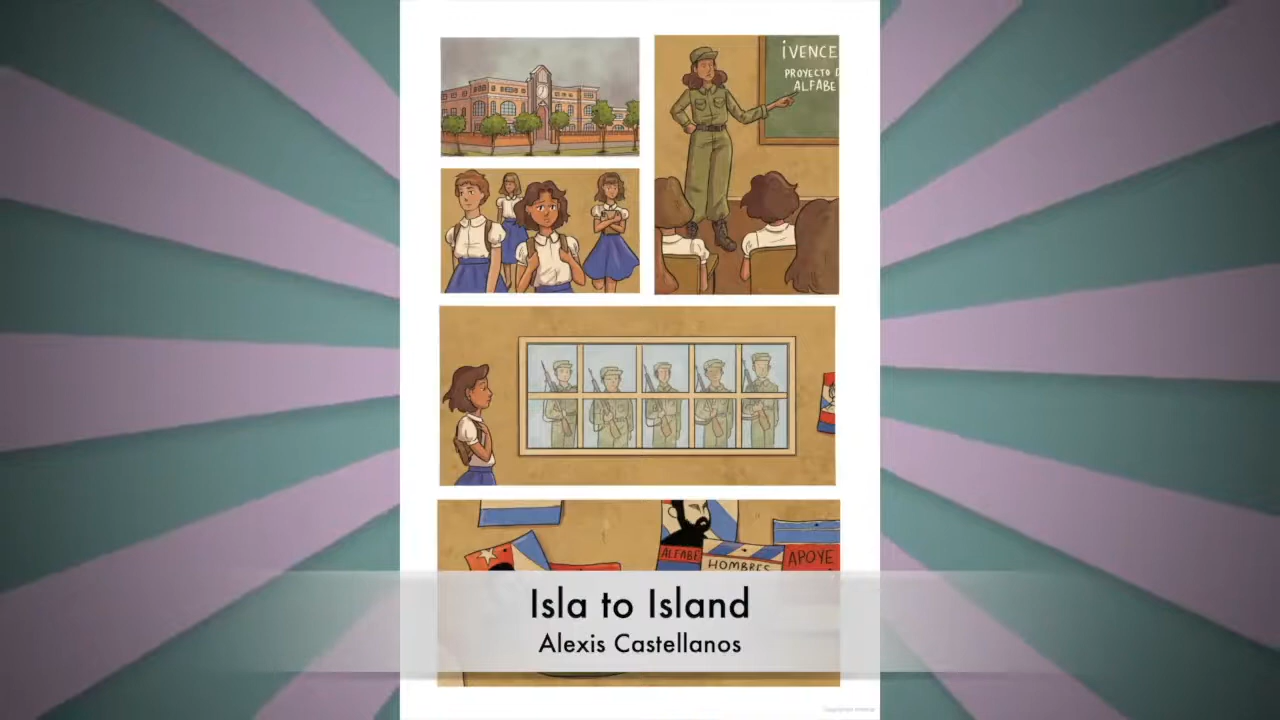 ¡VENCE
PROYECTO D
ALFABE
ALFABE
HOMBRES
APOYE
Isla to Island
Alexis Castellanos